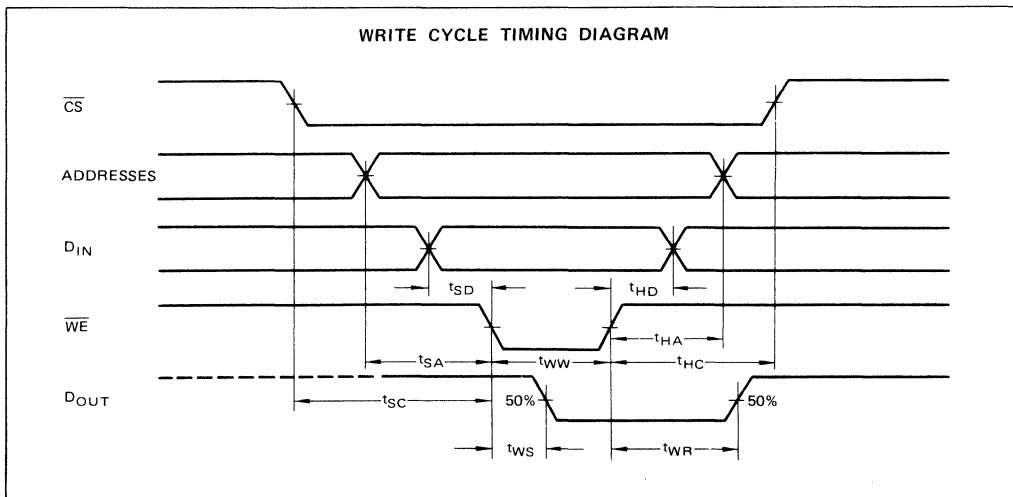 WRITE CYCLE TIMING DIAGRAM
CS
ADDRESSES
DIN
tSD
tHD
WE
tHA
tSA
tWW
tHC
DOUT
tSC
50%
50%
tWS
tWR